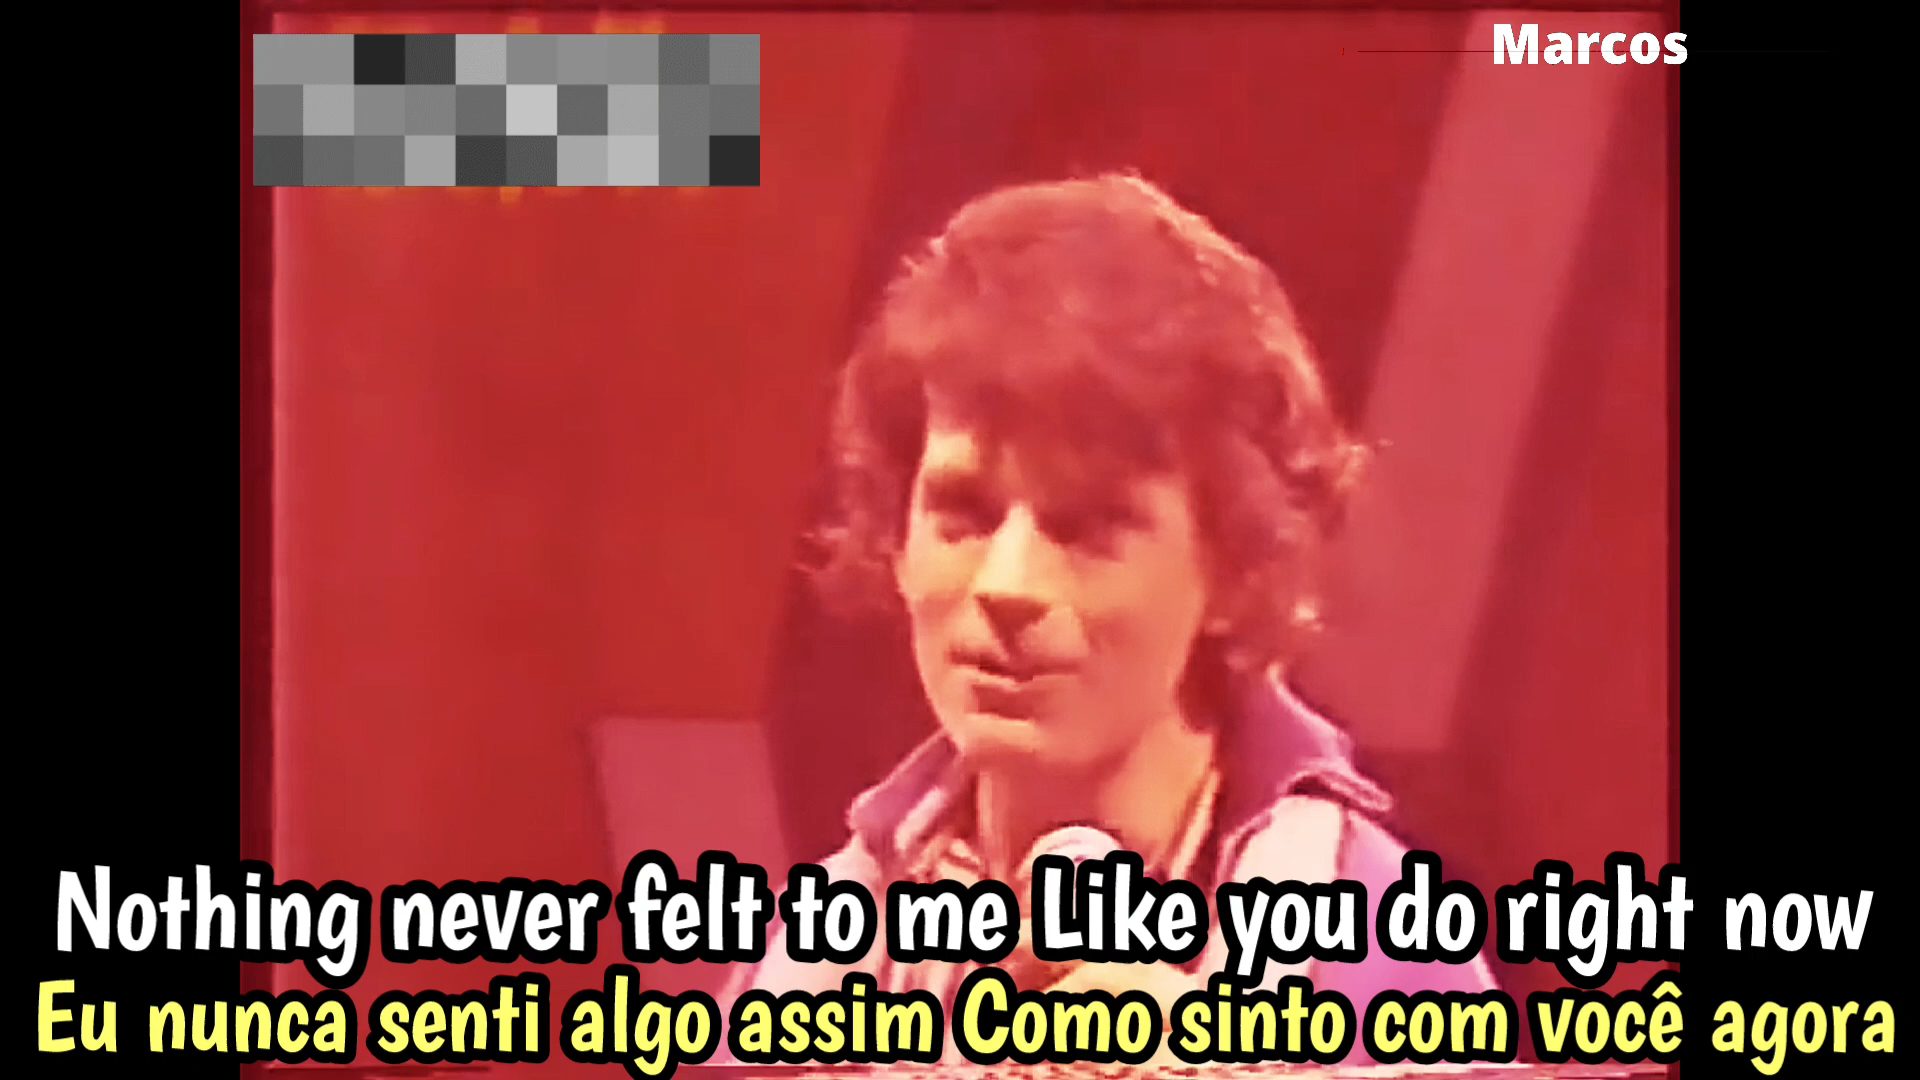 Marcos
Nothing never felt to me Like you do right now
Eu nunca senti algo assim Como sinto com você agora